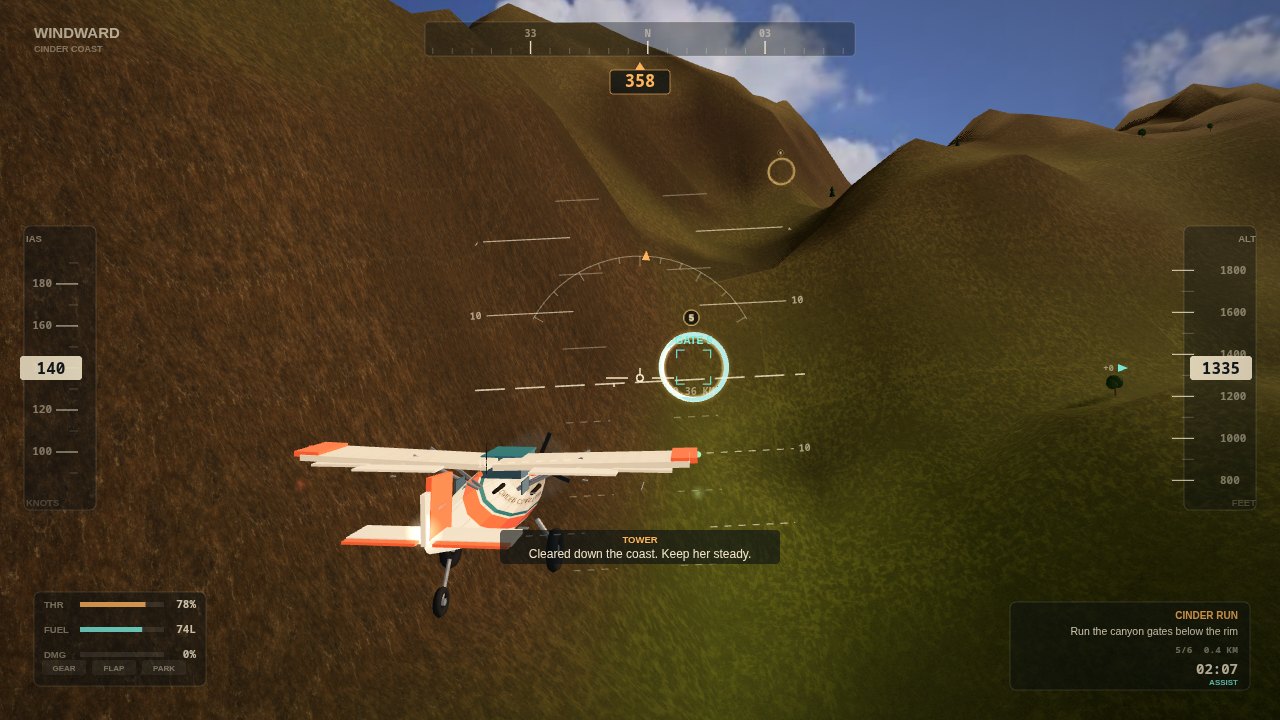 WINDWARD
CINDER COAST
33 N 03
358
IAS
180
160
140
120
100
KNOTS
ALT
1800
1600
1400
1335
1200
1000
800
FEET
10 10
10
5
GATE
36 K
+0
TOWER
Cleared down the coast. Keep her steady.
THR 78%
FUEL 74L
DMG 0%
GEAR FLAP PARK
CINDER RUN
Run the canyon gates below the rim
5/6 0.4 KM
02:07
ASSIST